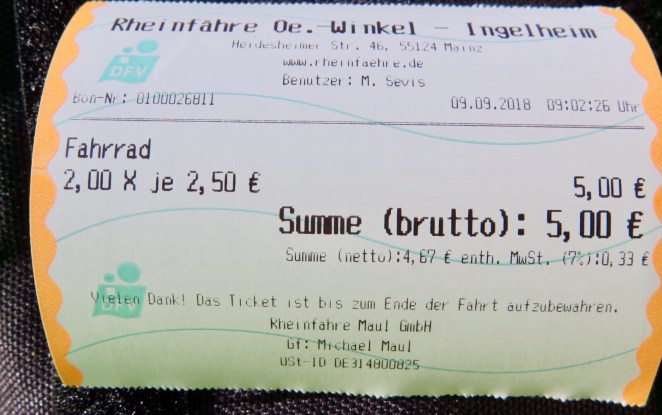 Rheinfähre Oe.-Winkel - Ingelheim
Heidesheimer Str. 46, 55124 Mainz
www.rheinfaehre.de
Benutzer: M. Sevis
Bon-Nr: 0100026811 09.09.2018 09:02:26 Uhr
DFV
Fahrrad
2,00 X je 2,50 € 5,00 €
Summe (brutto): 5,00 €
Summe (netto):4,67 € enth. MwSt. (7%):0,33 €
Vielen Dank! Das Ticket ist bis zum Ende der Fahrt aufzubewahren.
DFV
Rheinfähre Maul GmbH
Gf: Michael Maul
USt-ID DE314800825